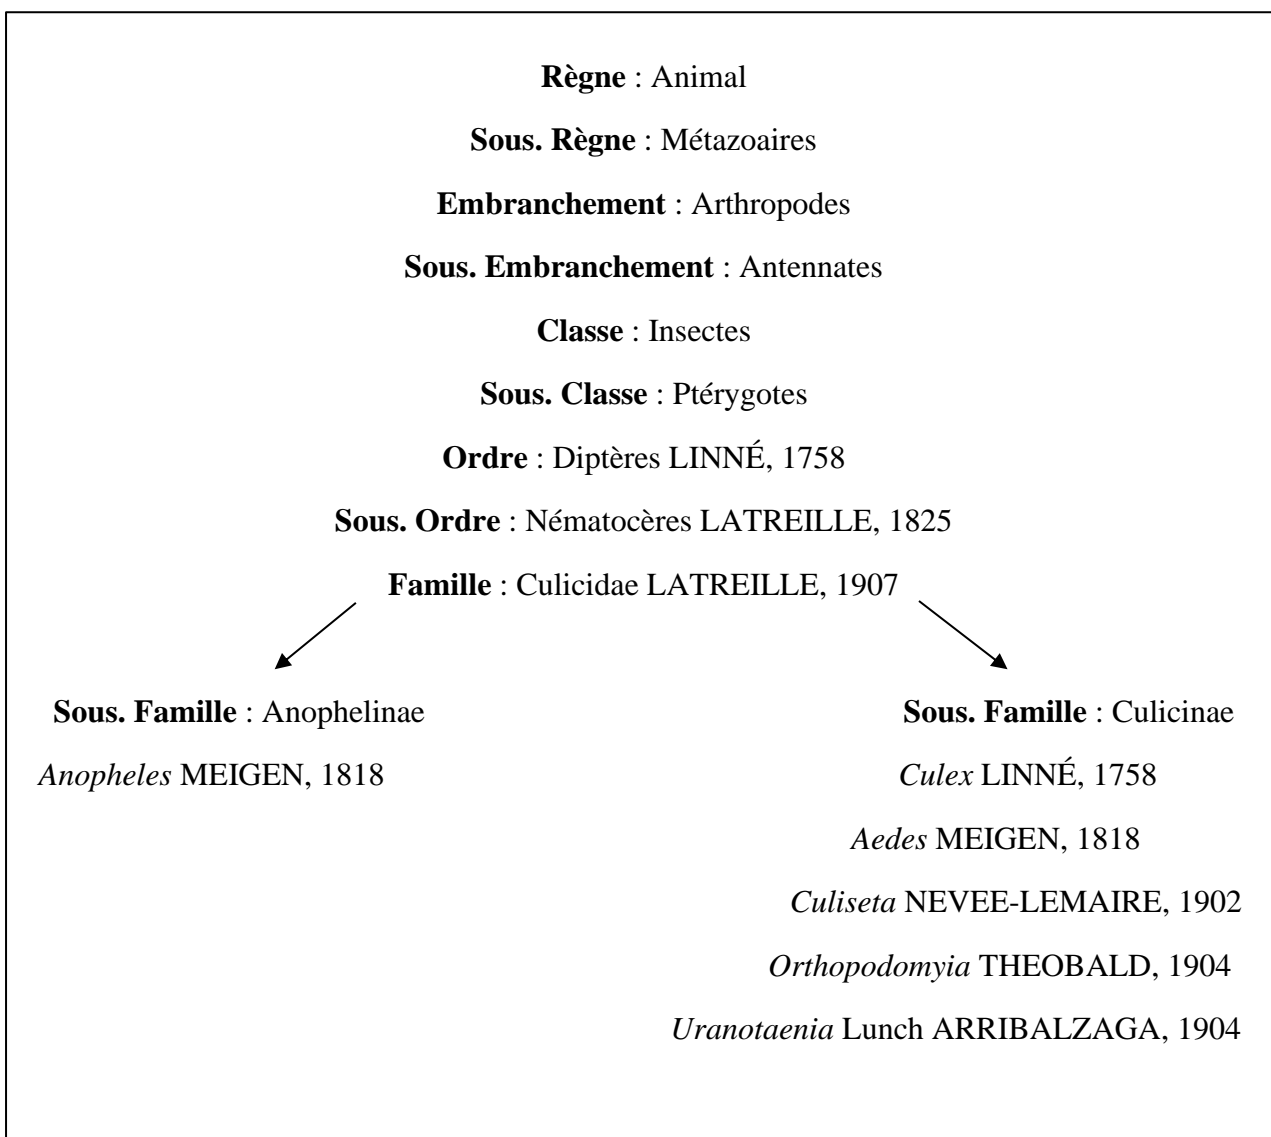 Règne : Animal
Sous. Règne : Métazoaires
Embranchement : Arthropodes
Sous. Embranchement : Antennates
Classe : Insectes
Sous. Classe : Ptérygotes
Ordre : Diptères LINNÉ, 1758
Sous. Ordre : Nématocères LATREILLE, 1825
Famille : Culicidae LATREILLE, 1907
Sous. Famille : Anophelinae
Anopheles MEIGEN, 1818
Sous. Famille : Culicinae
Culex LINNÉ, 1758
Aedes MEIGEN, 1818
Culiseta NEVEE-LEMAIRE, 1902
Orthopodomyia THEOBALD, 1904
Uranotaenia Lunch ARRIBALZAGA, 1904